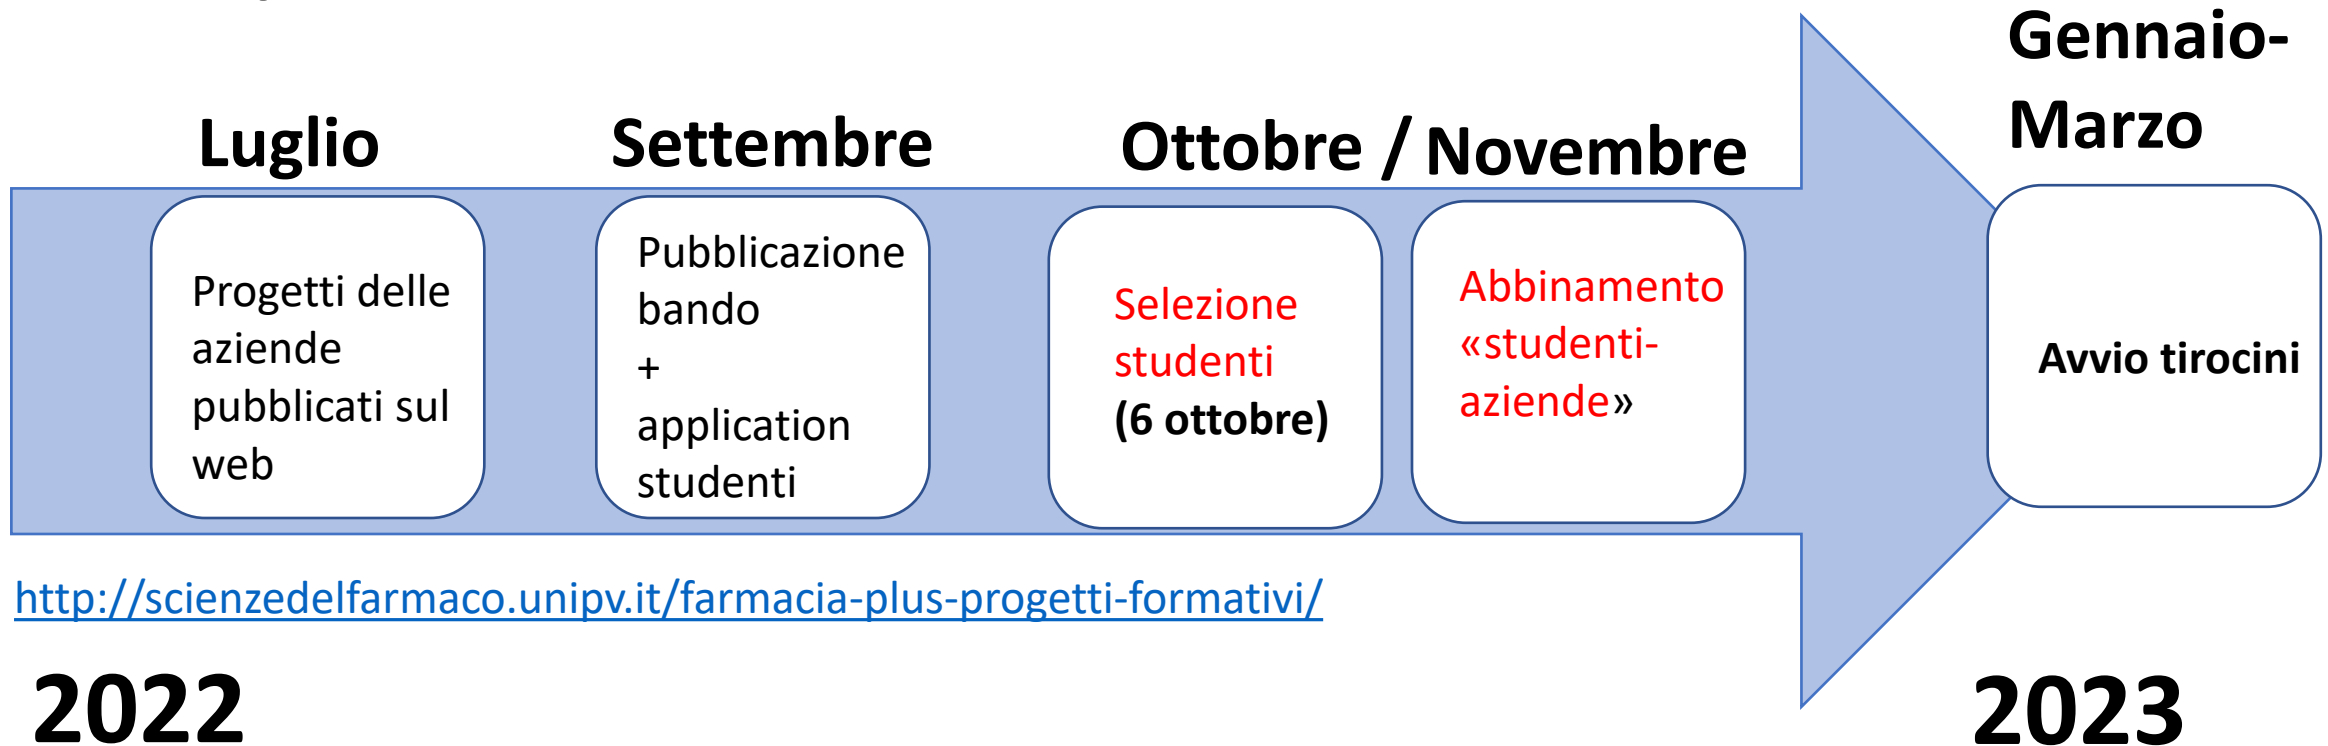 Luglio
Progetti delle
aziende
pubblicati sul
web
Settembre
Pubblicazione
bando
+
application
studenti
Ottobre / Novembre
Selezione
studenti
(6 ottobre)
Abbinamento
«studenti-
aziende»
Gennaio-
Marzo
Avvio tirocini
http://scienzedelfarmaco.unipv.it/farmacia-plus-progetti-formativi/
2022
2023